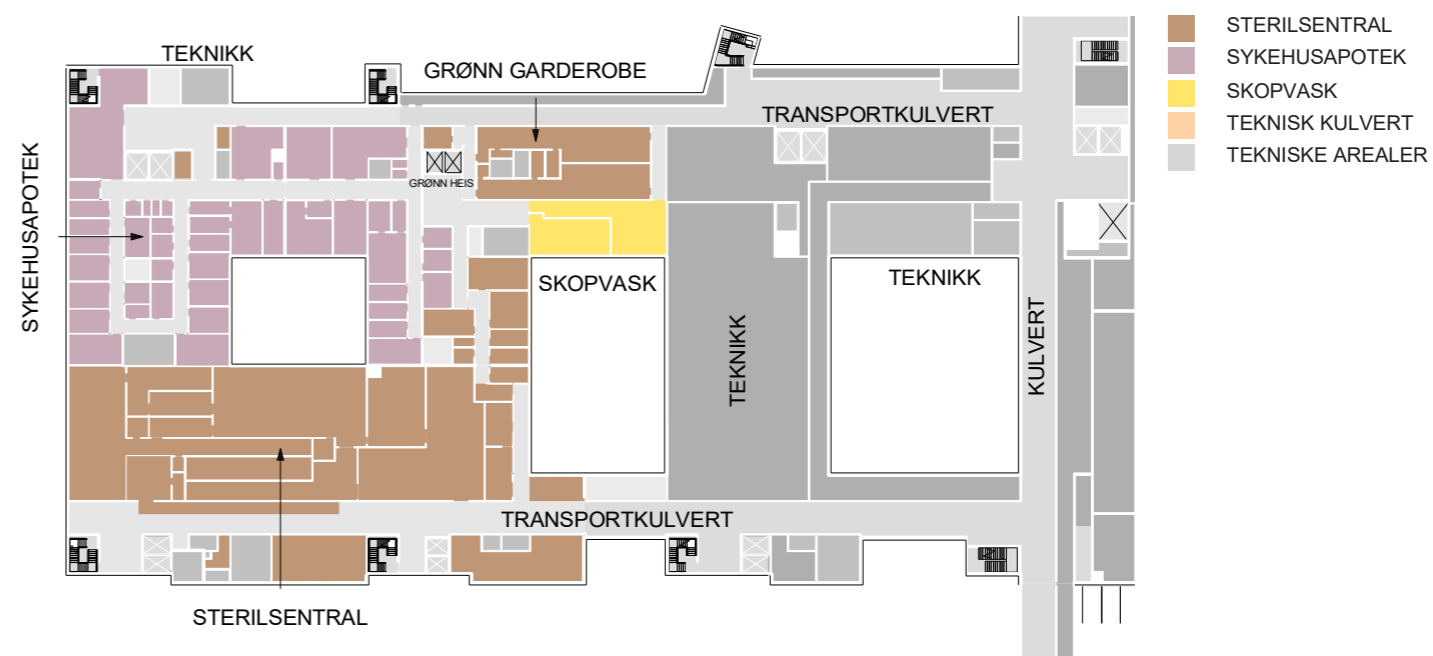 STERILSENTRAL
SYKEHUSAPOTEK
SKOPVASK
TEKNISK KULVERT
TEKNISKE AREALER
TEKNIKK
GRØNN GARDEROBE
TRANSPORTKULVERT
GRØNN HEIS
SYKEHUSAPOTEK
SKOPVASK
TEKNIKK
TEKNIKK
KULVERT
TRANSPORTKULVERT
STERILSENTRAL